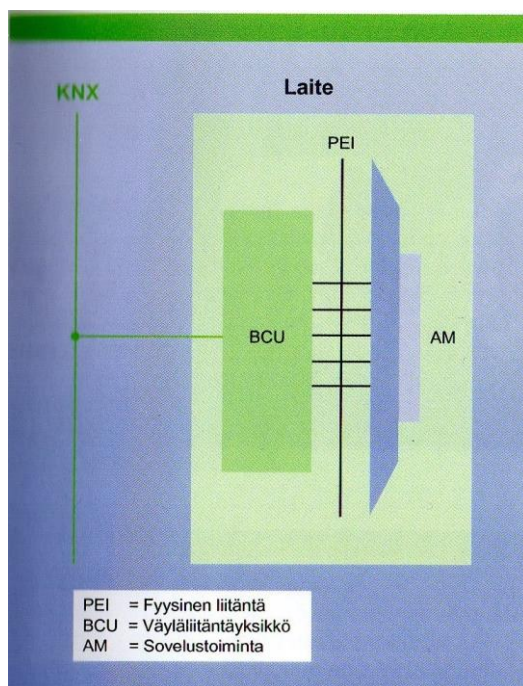 KNX
Laite
PEI
BCU
AM
PEI = Fyysinen liitäntä
BCU = Väyläliitäntäyksikkö
AM = Sovelustoiminta